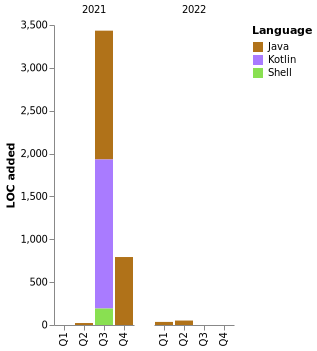 2021
2022
Language
Java
Kotlin
Shell
LOC added
3,500
3,000
2,500
2,000
1,500
1,000
500
0
Q1
Q2
Q3
Q4
Q1
Q2
Q3
Q4